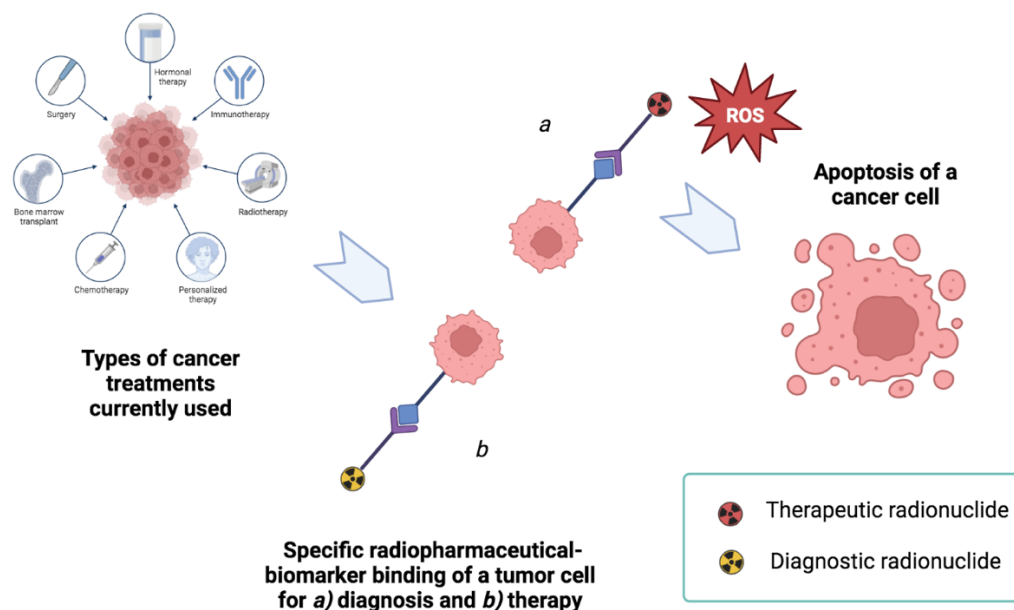 Hormonal
therapy
Surgery
Immunotherapy
Bone marrow
transplant
Radiotherapy
Chemotherapy
Personalized
therapy
Types of cancer
treatments
currently used
a
ROS
b
Specific radiopharmaceutical-
biomarker binding of a tumor cell
for a) diagnosis and b) therapy
Apoptosis of a
cancer cell
Therapeutic radionuclide
Diagnostic radionuclide